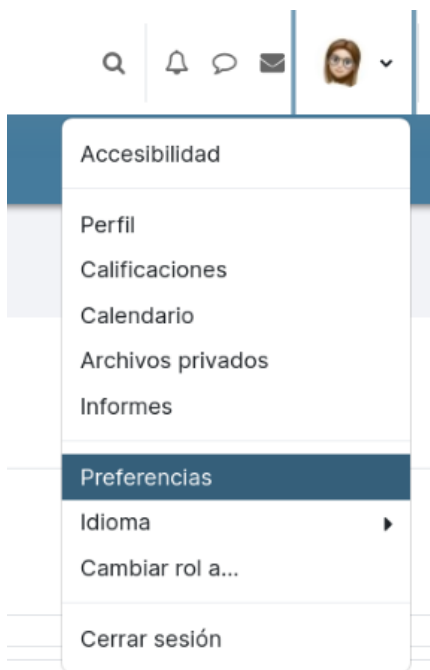 Accesibilidad
Perfil
Calificaciones
Calendario
Archivos privados
Informes
Preferencias
Idioma
Cambiar rol a...
Cerrar sesión